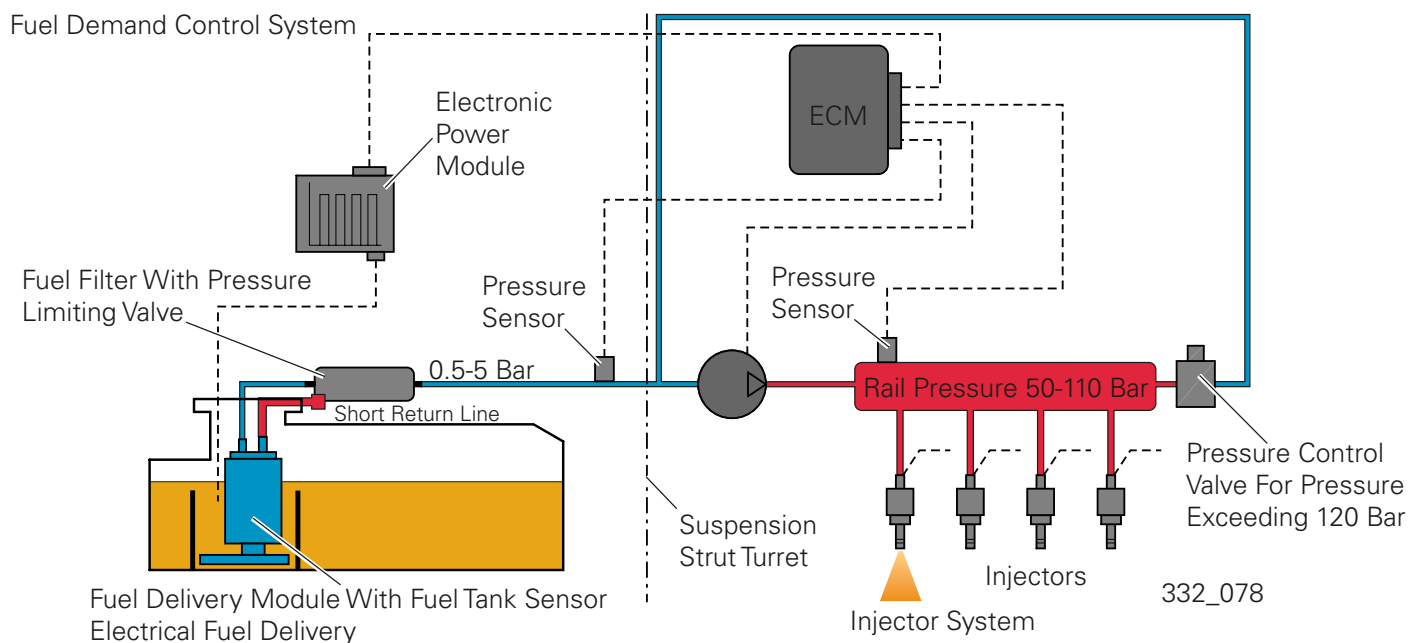 Fuel Demand Control System
Electronic
Power
Module
ECM
Fuel Filter With Pressure
Limiting Valve
Pressure
Sensor
Pressure
Sensor
0.5-5 Bar
Rail Pressure 50-110 Bar
Short Return Line
Pressure Control
Valve For Pressure
Exceeding 120 Bar
Suspension
Strut Turret
Injectors
Injector System
332_078
Fuel Delivery Module With Fuel Tank Sensor
Electrical Fuel Delivery